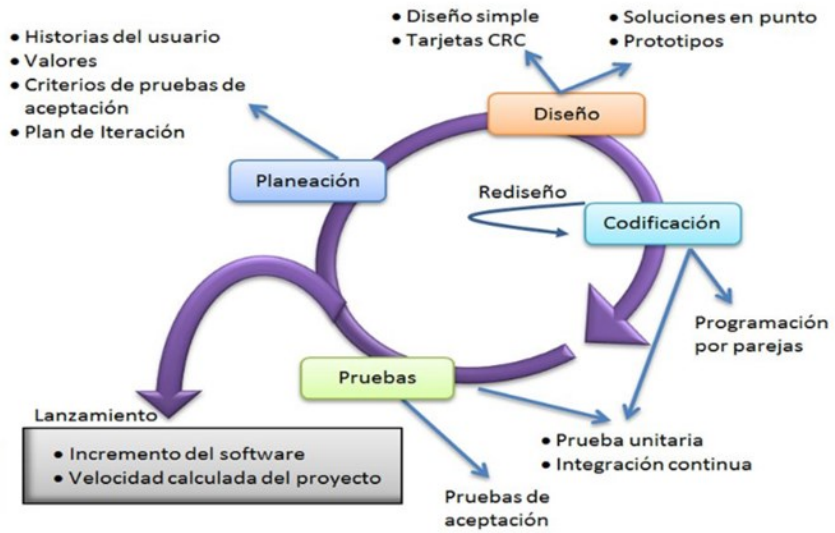 • Historias del usuario
• Valores
• Criterios de pruebas de
aceptación
• Plan de Iteración
• Diseño simple
• Tarjetas CRC
• Soluciones en punto
• Prototipos
Diseño
Planeación
Rediseño
Codificación
Programación
por parejas
Pruebas
Lanzamiento
• Incremento del software
• Velocidad calculada del proyecto
• Prueba unitaria
• Integración continua
Pruebas de
aceptación